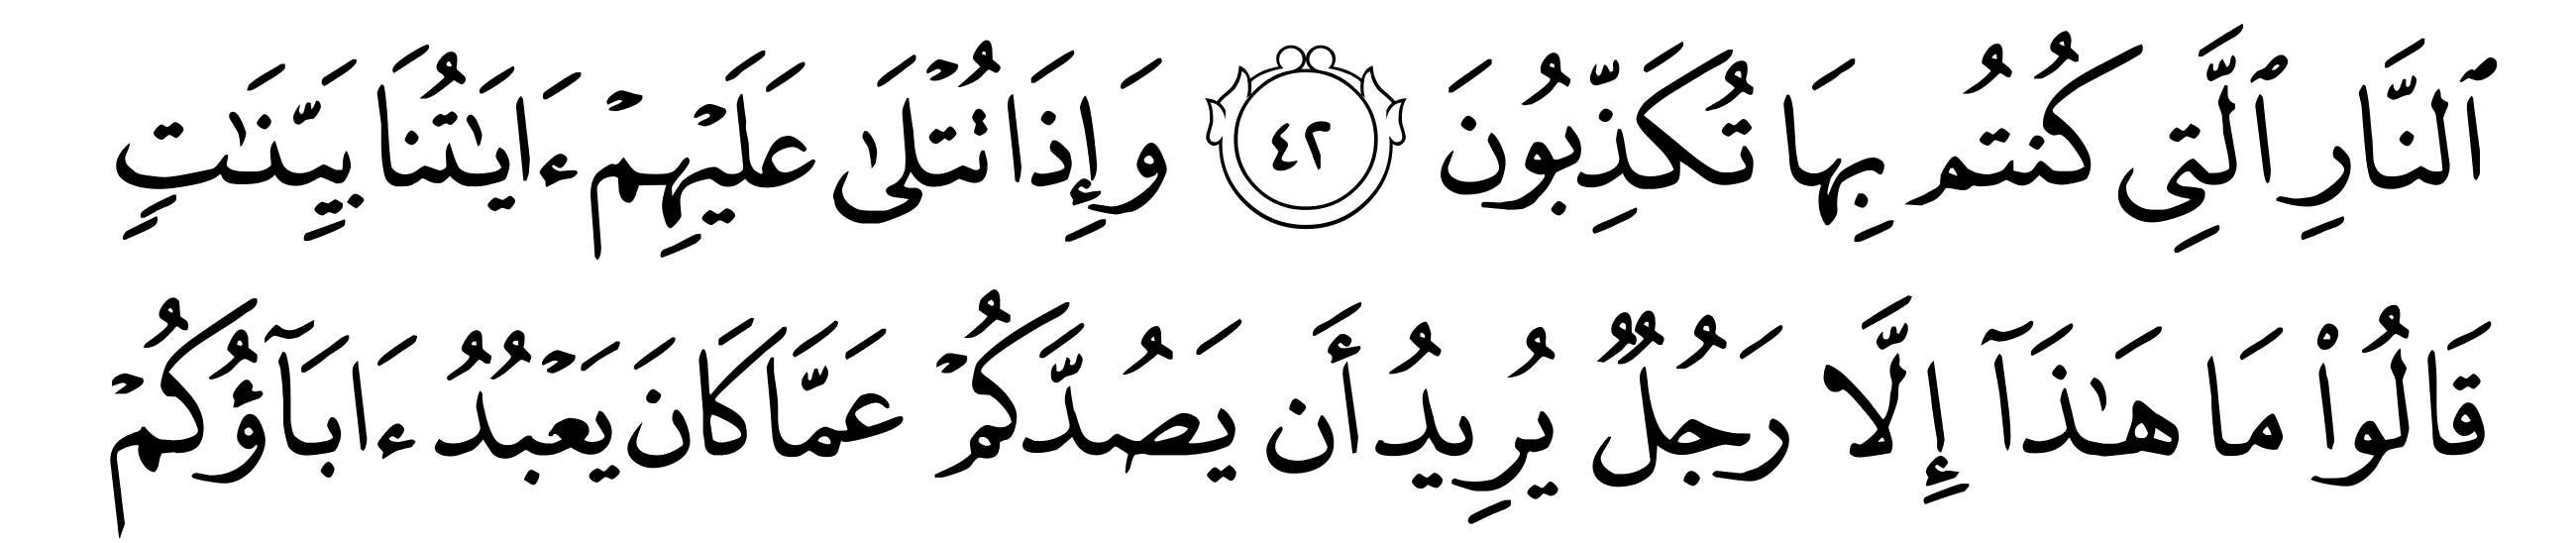 ٱلنَّارِ ٱلَّتِي كُنتُم بِهَا تُكَذِّبُونَ ٤٢ وَإِذَا تُتۡلَىٰ عَلَيۡهِمۡ ءَايَٰتُنَا بَيِّنَٰتٖ
قَالُواْ مَا هَٰذَآ إِلَّا رَجُلٞ يُرِيدُ أَن يَصُدَّكُمۡ عَمَّا كَانَ يَعۡبُدُ ءَابَآؤُكُمۡ